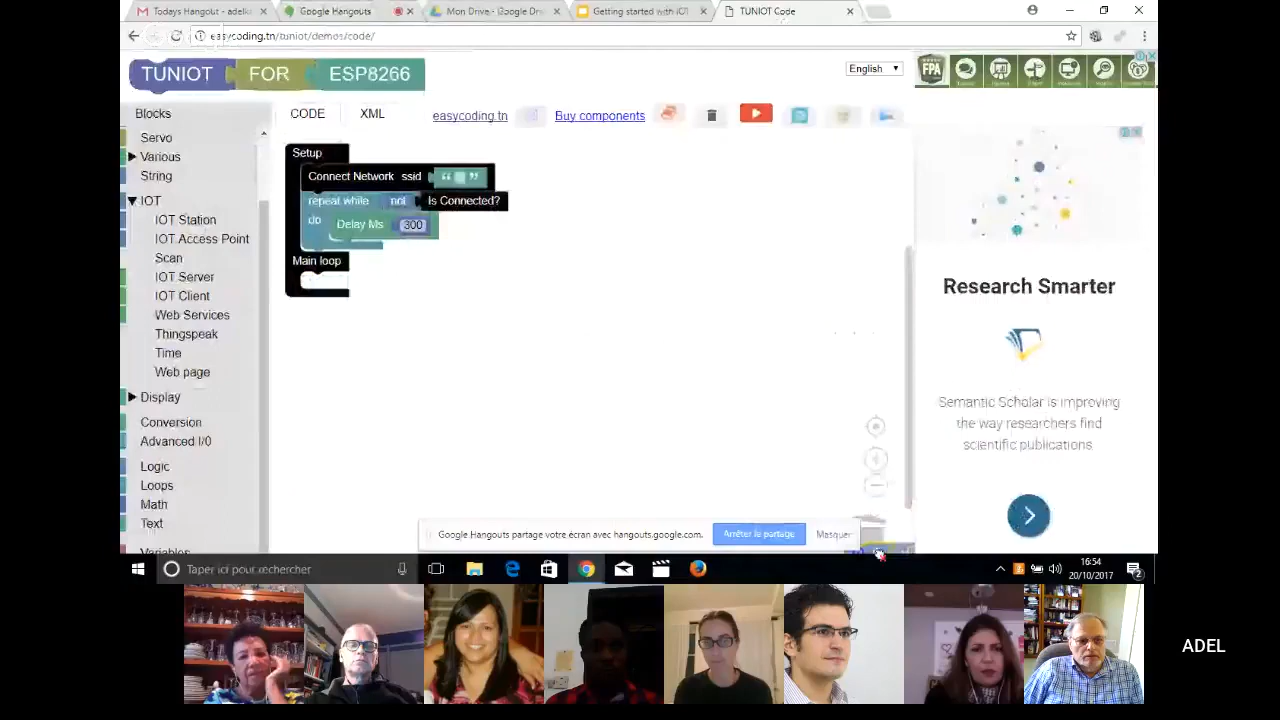 Todays Hangout - adelk
Google Hangouts
Mon Drive - Google Dri
Getting started with iOT
TUNIOT Code
easycoding.tn/tuniot/demos/code/
TUNIOT FOR ESP8266
English
FPA
Blocks
CODE
XML
easycoding.tn
Buy components
Servo
Various
String
IOT
IOT Station
IOT Access Point
Scan
IOT Server
IOT Client
Web Services
Thingspeak
Time
Web page
Display
Conversion
Advanced I/0
Logic
Loops
Math
Text
Variables
Setup
Connect Network ssid “ ”
repeat while not Is Connected?
do Delay Ms 300
Main loop
Research Smarter
Semantic Scholar is improving
the way researchers find
scientific publications
Google Hangouts partage votre écran avec hangouts.google.com.
Arrêter le partage
Masquer
Taper ici pour rechercher
16:54
20/10/2017
2
ADEL